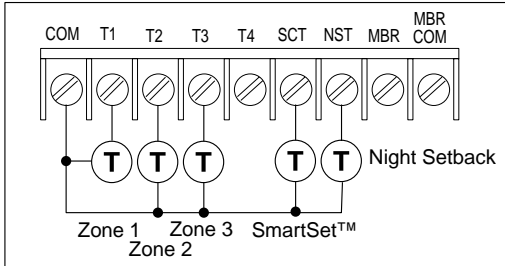 COM T1 T2 T3 T4 SCT NST MBR MBR COM
T T T T T Night Setback
Zone 1 Zone 2 Zone 3 SmartSet™